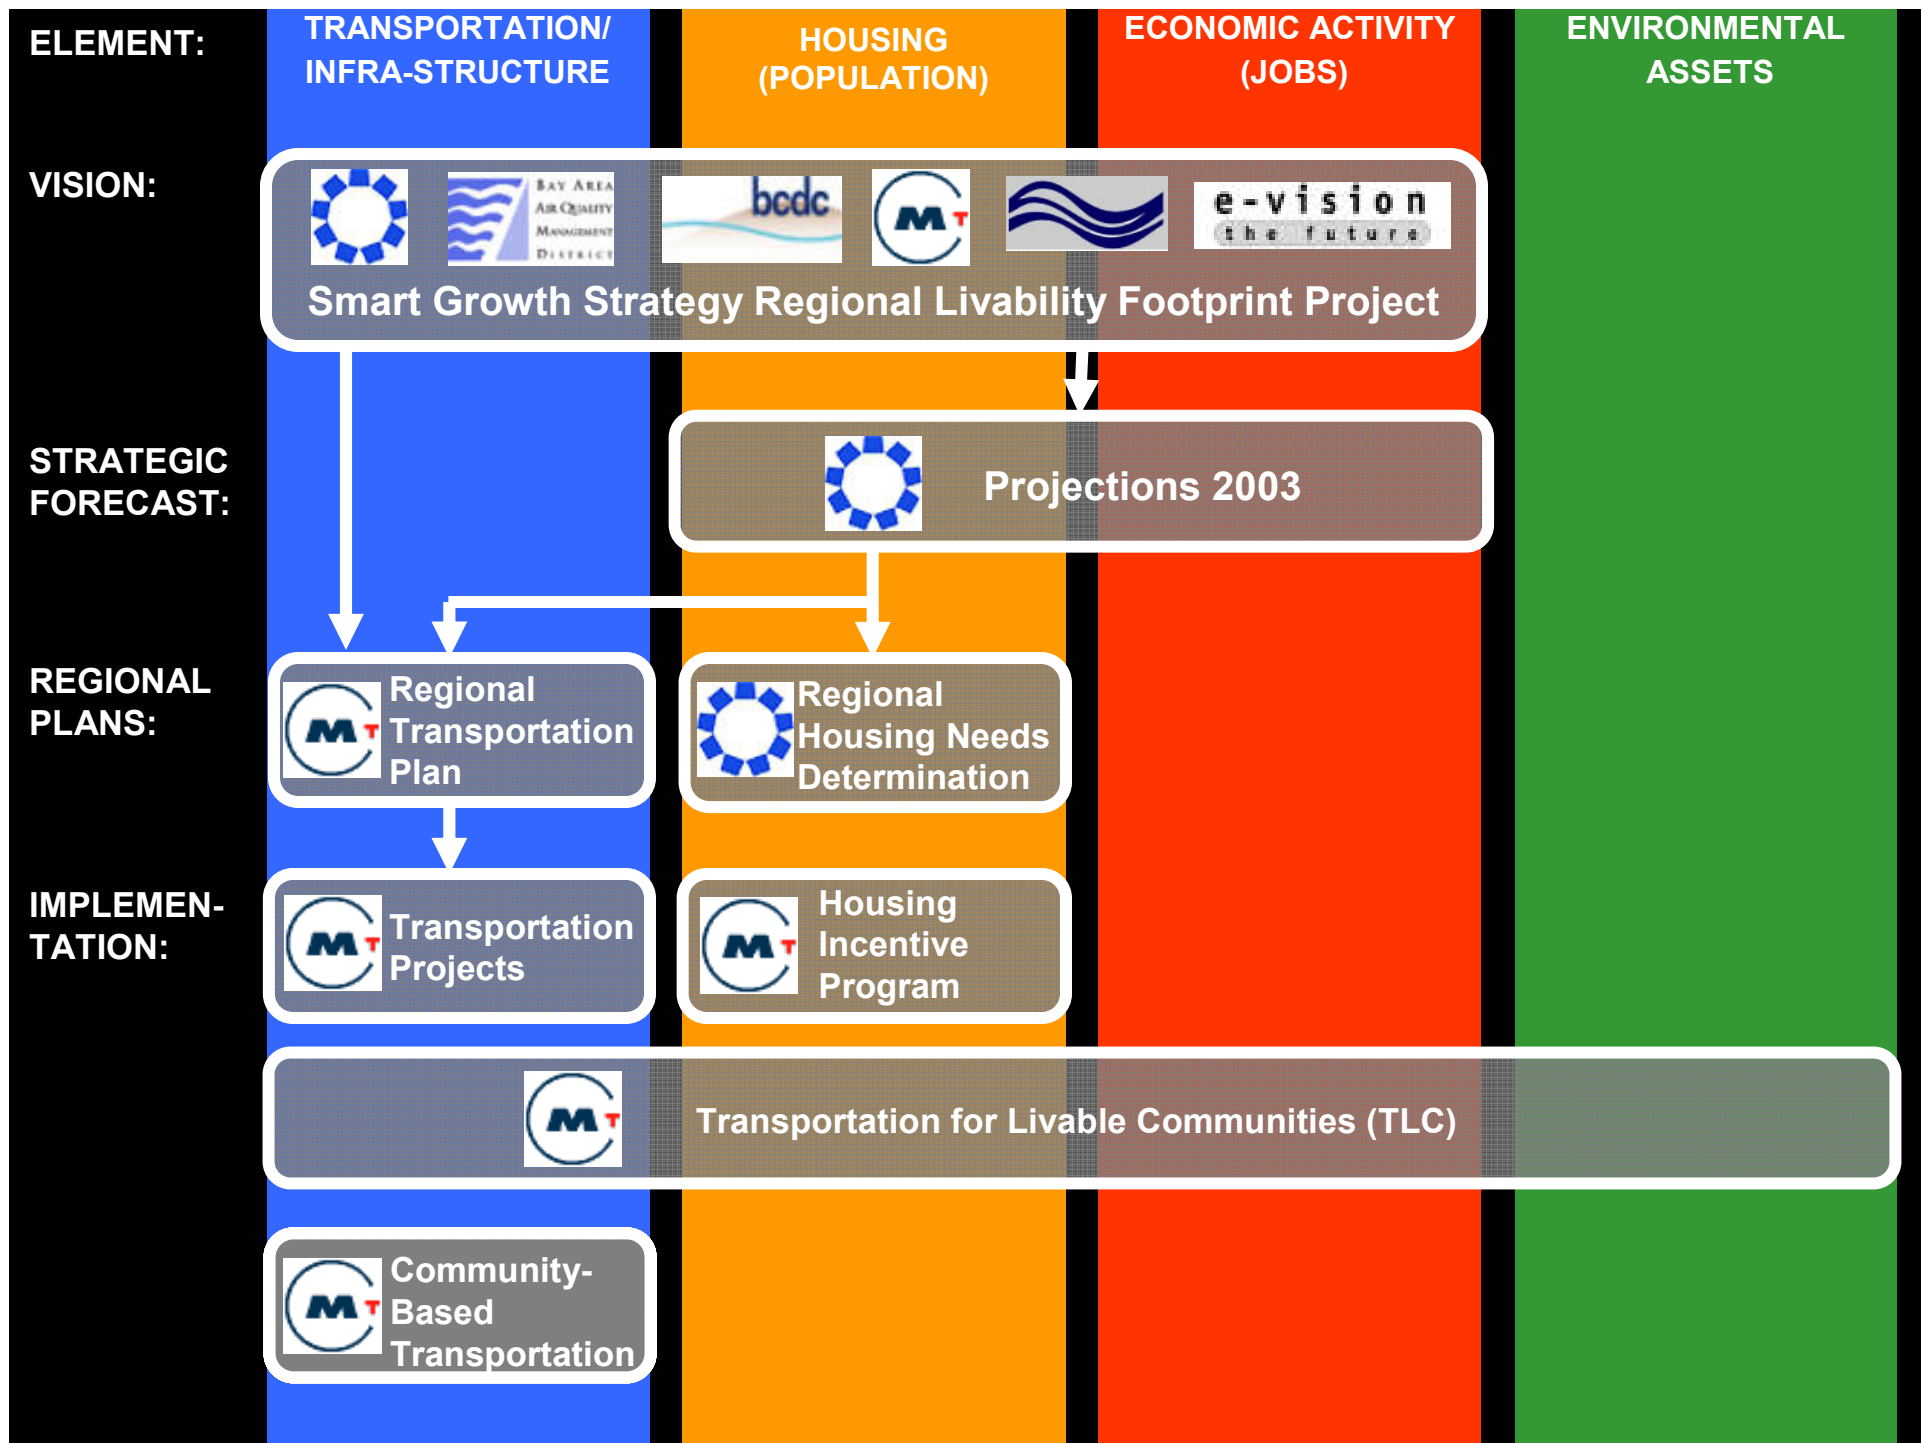 ELEMENT:
TRANSPORTATION/
INFRA-STRUCTURE
HOUSING
(POPULATION)
ECONOMIC ACTIVITY
(JOBS)
ENVIRONMENTAL
ASSETS
VISION:
BAY AREA
AIR QUALITY
MANAGEMENT
DISTRICT
bcdc
M T
e-vision
the future
Smart Growth Strategy Regional Livability Footprint Project
STRATEGIC
FORECAST:
Projections 2003
REGIONAL
PLANS:
M T
Regional
Transportation
Plan
Regional
Housing Needs
Determination
IMPLEMEN-
TATION:
M T
Transportation
Projects
M T
Housing
Incentive
Program
M T
Transportation for Livable Communities (TLC)
M T
Community-
Based
Transportation